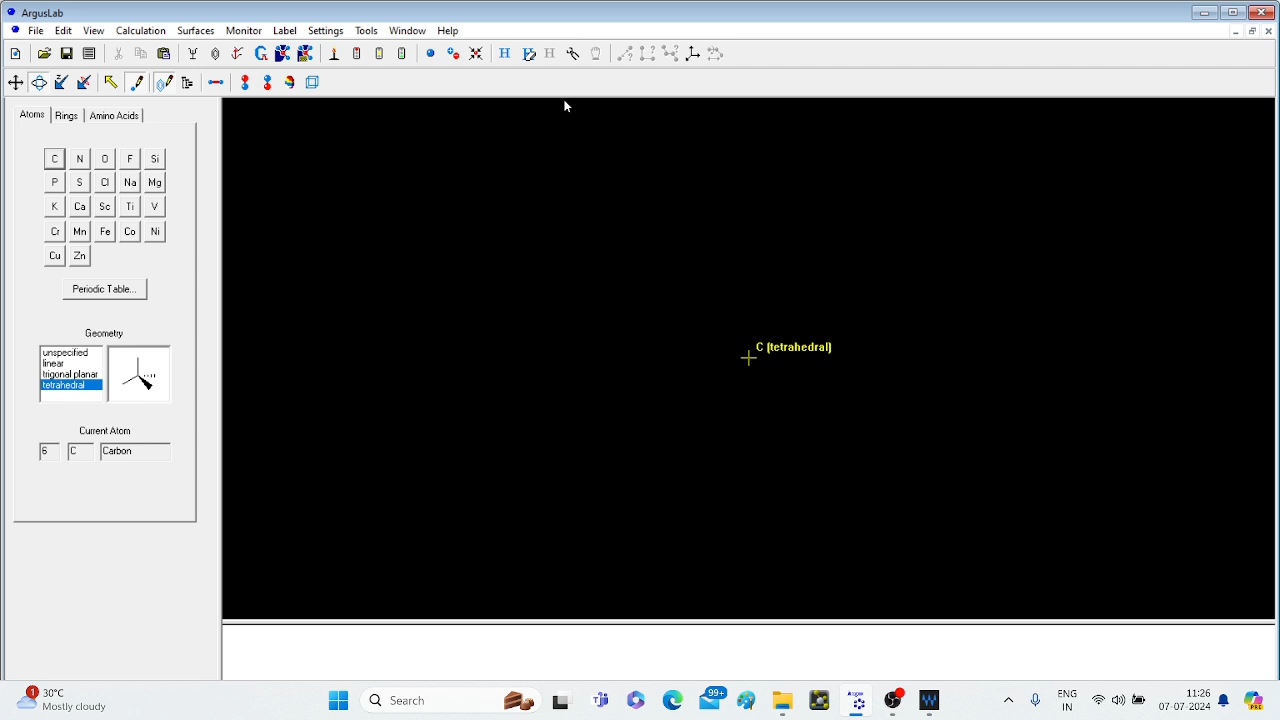 ArgusLab
File Edit View Calculation Surfaces Monitor Label Settings Tools Window Help
H H
Atoms Rings Amino Acids
C N O F Si
P S Cl Na Mg
K Ca Sc Ti V
Cr Mn Fe Co Ni
Cu Zn
Periodic Table...
Geometry
unspecified
linear
trigonal planar
tetrahedral
Current Atom
6 C Carbon
C (tetrahedral)
1 30°C
Mostly cloudy
Search
99+
ENG
IN
11:26
07-07-2024